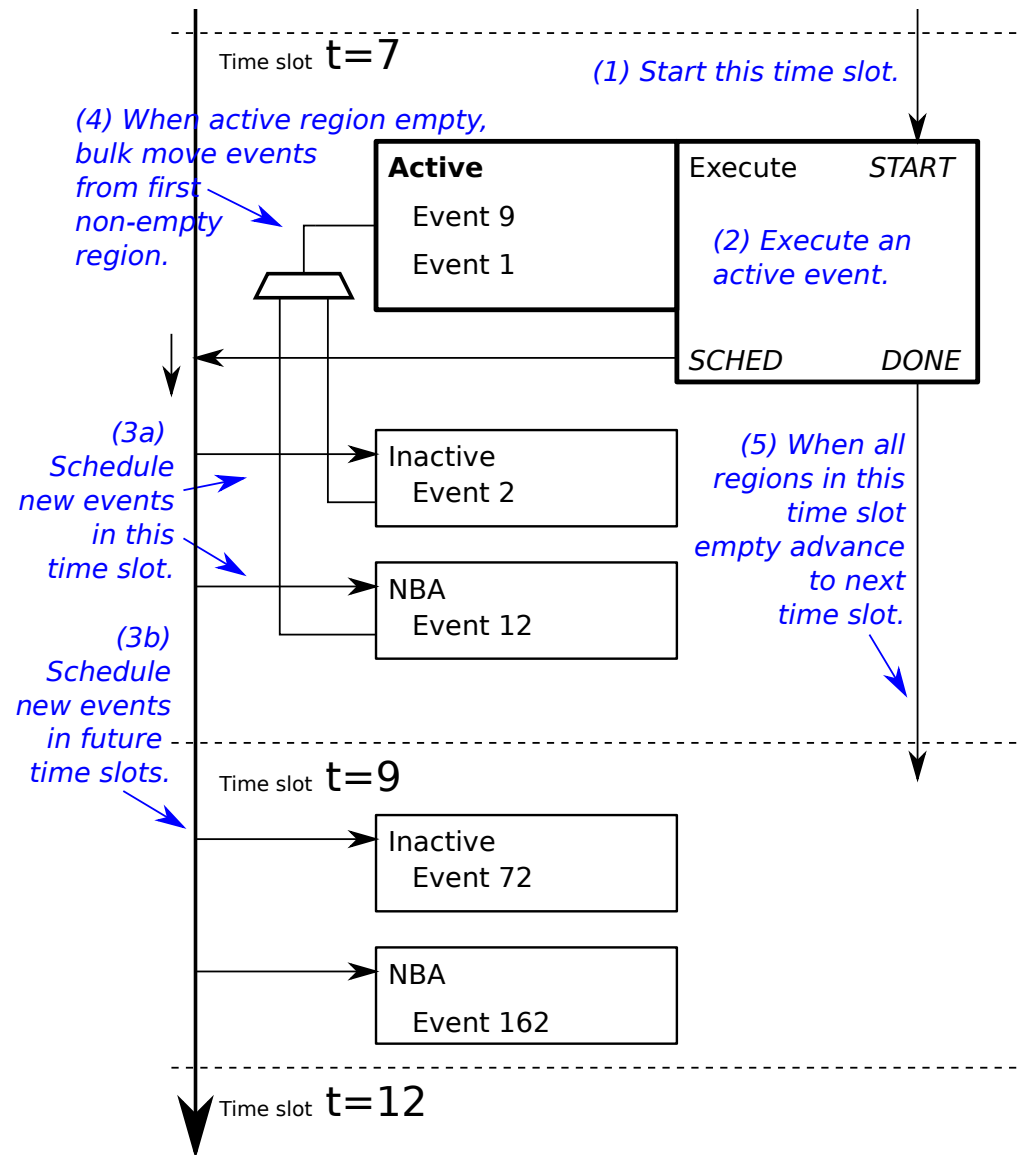 Time slot t=7
(1) Start this time slot.
(4) When active region empty,
bulk move events
from first
non-empty
region.
Active
Event 9
Event 1
Execute START
(2) Execute an
active event.
SCHED DONE
(3a)
Schedule
new events
in this
time slot.
Inactive
Event 2
(5) When all
regions in this
time slot
empty advance
to next
time slot.
NBA
Event 12
(3b)
Schedule
new events
in future
time slots.
Time slot t=9
Inactive
Event 72
NBA
Event 162
Time slot t=12